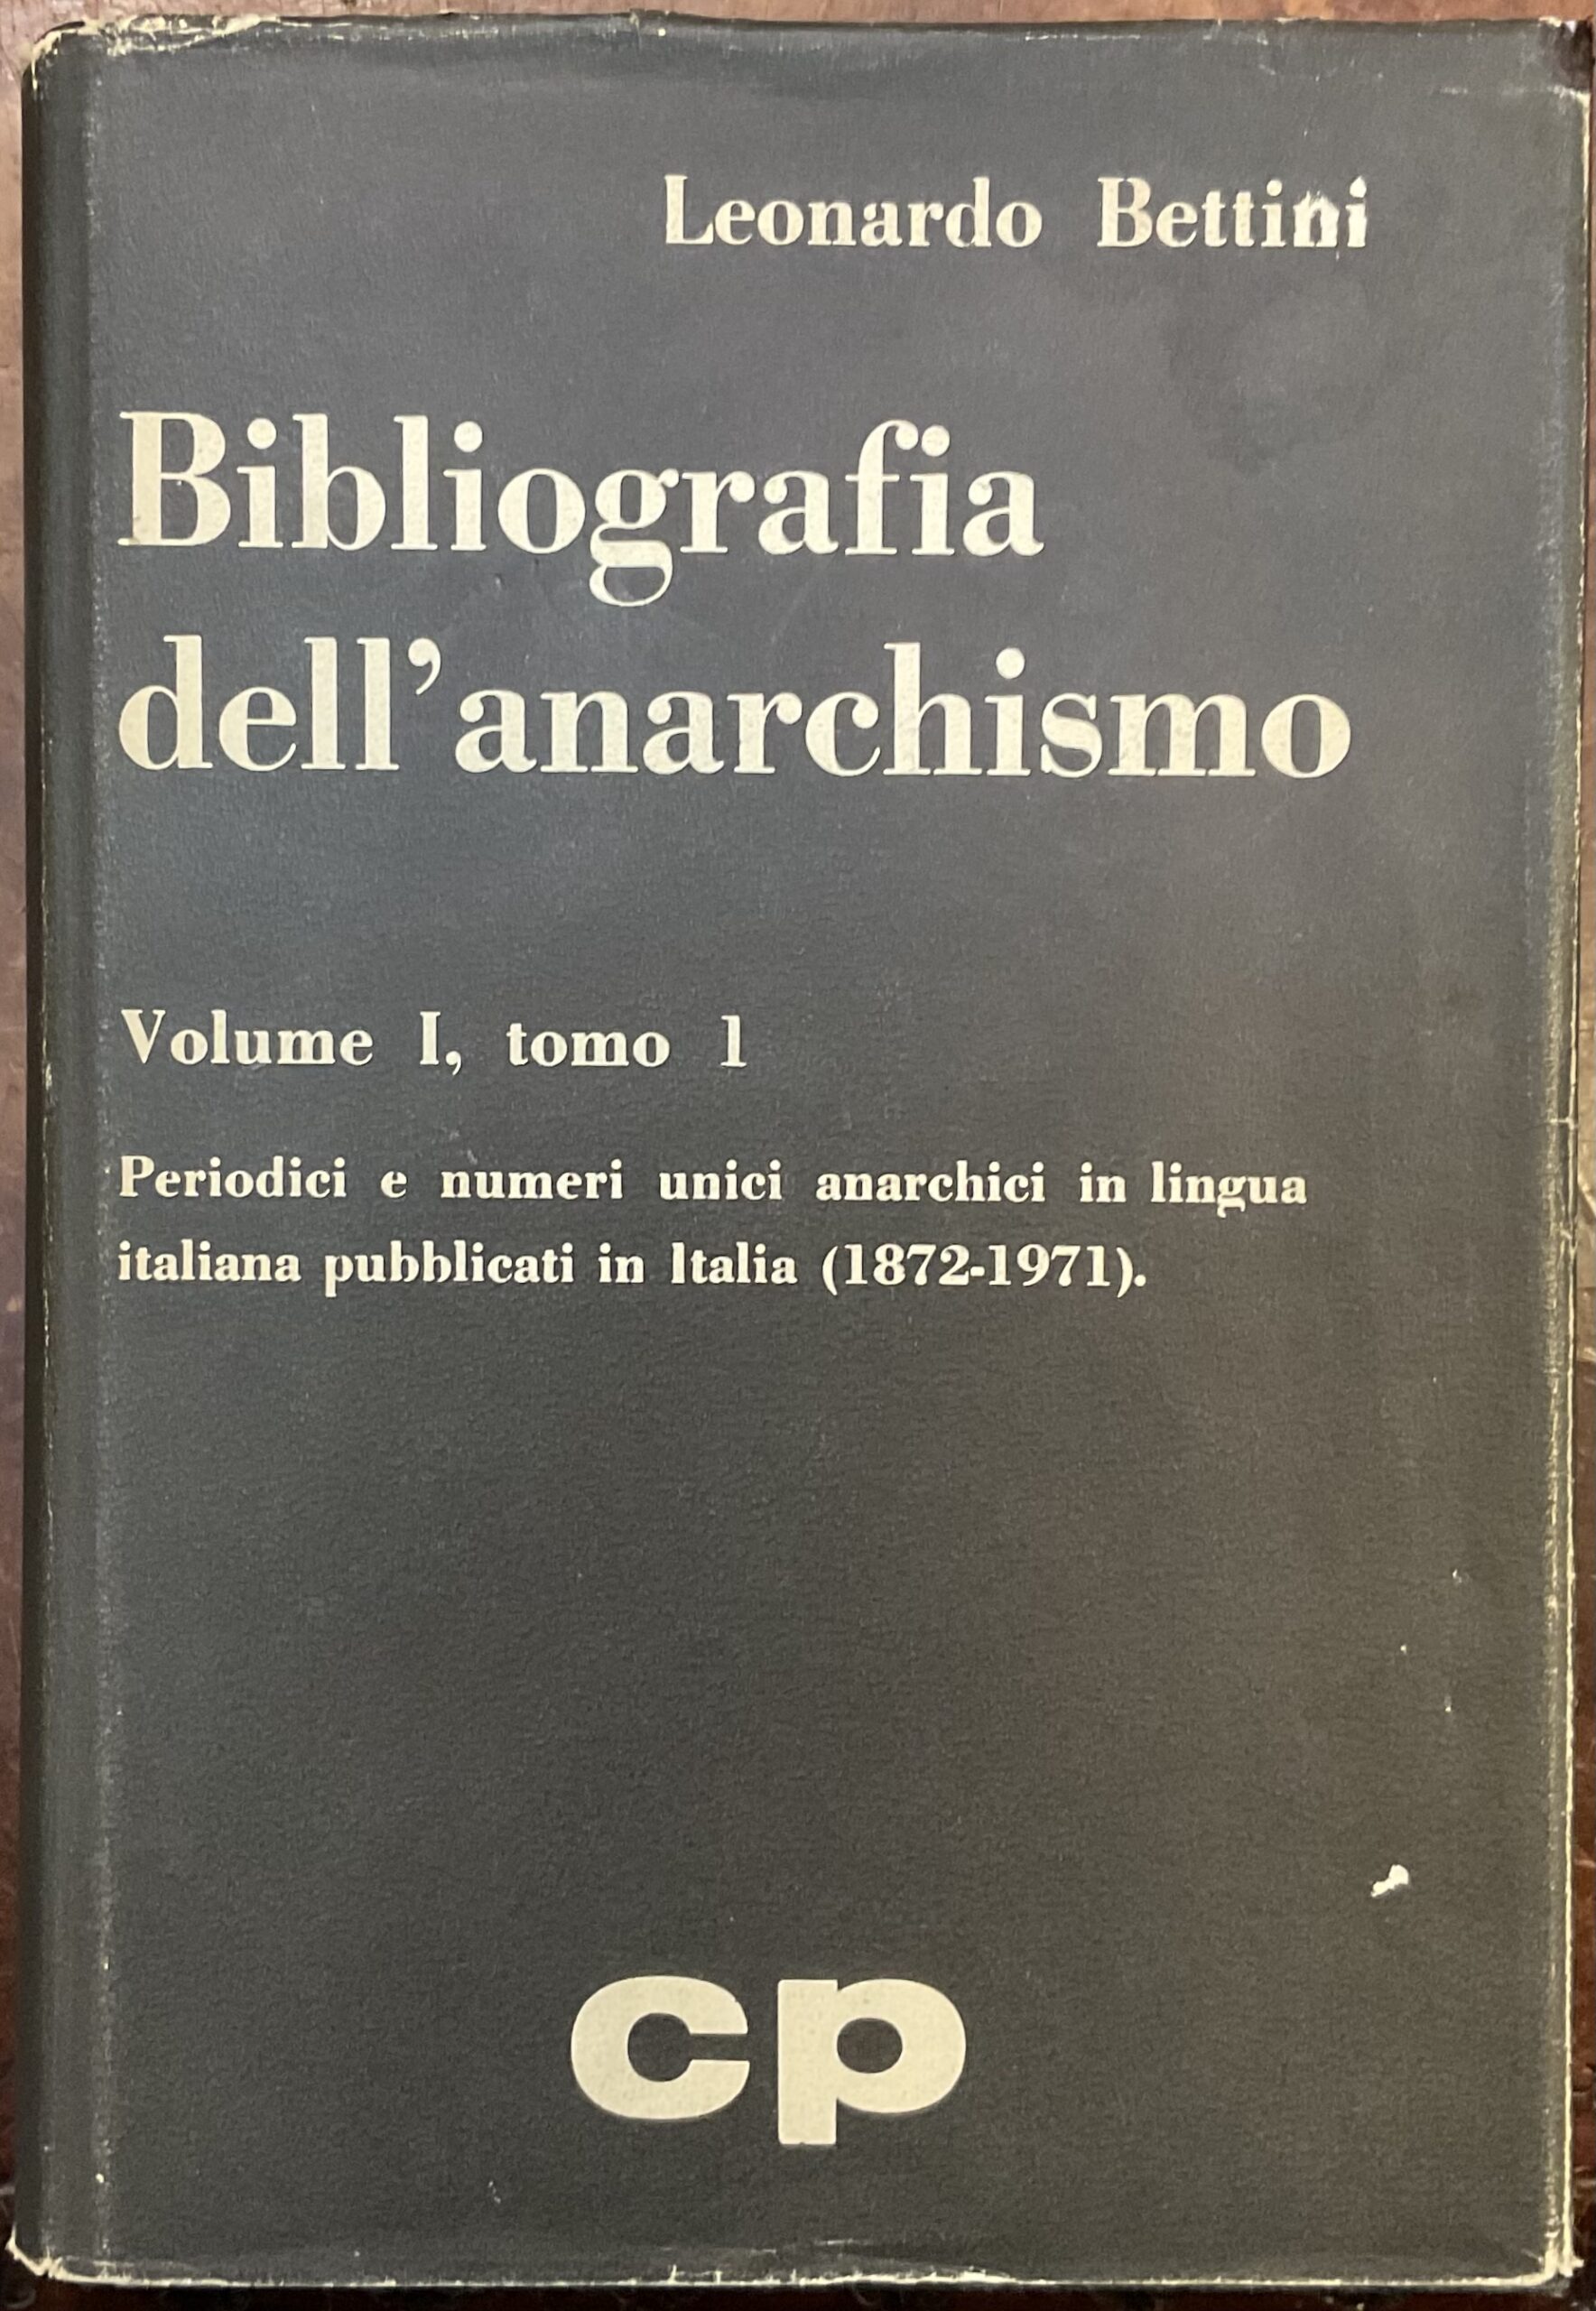 Leonardo Bettini
Bibliografia
dell'anarchismo
Volume I, tomo 1
Periodici e numeri unici anarchici in lingua
italiana pubblicati in Italia (1872-1971).
cp